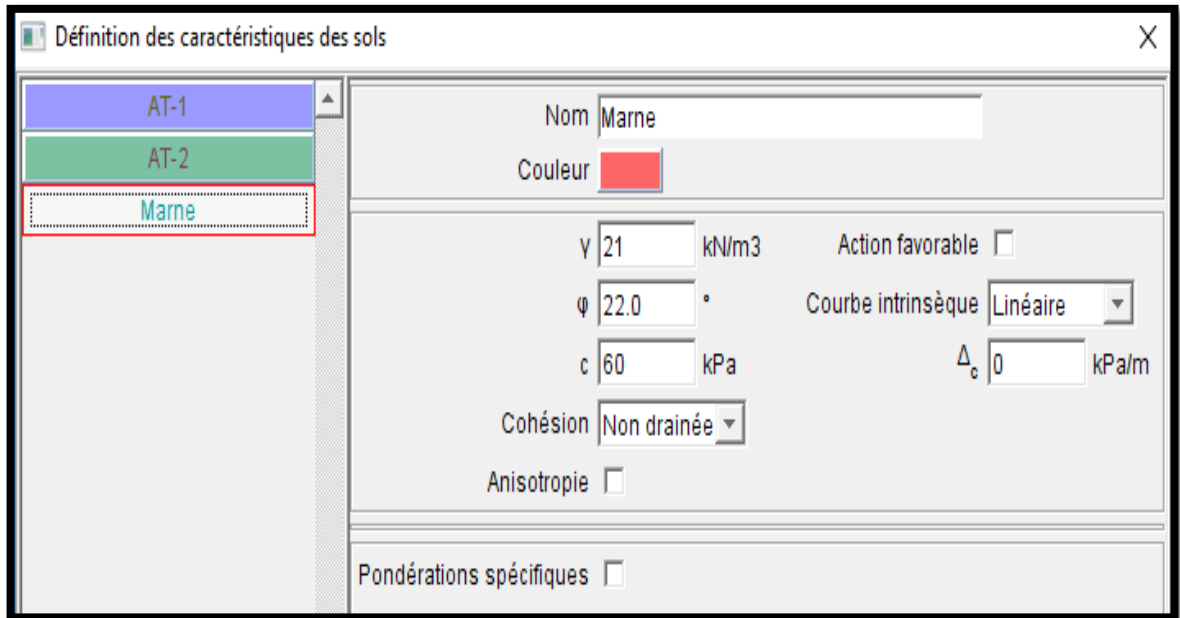 Définition des caractéristiques des sols
X
AT-1
AT-2
Marne
Nom Marne
Couleur
γ 21 kN/m3 Action favorable
φ 22.0 ° Courbe intrinsèque Linéaire
c 60 kPa Δc 0 kPa/m
Cohésion Non drainée
Anisotropie
Pondérations spécifiques